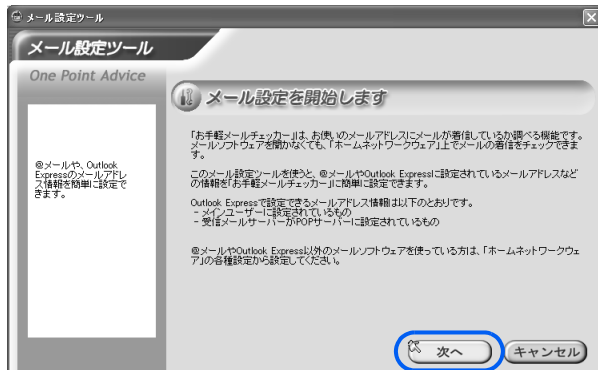 メール設定ツール
メール設定ツール
One Point Advice
メール設定を開始します
@メールや、Outlook
Expressのメールアドレ
ス情報を簡単に設定で
きます。
「お手軽メールチェッカー」は、お使いのメールアドレスにメールが着信しているか調べる機能です。
メールソフトウェアを開かなくても、「ホームネットワークウェア」上でメールの着信をチェックできま
す。
このメール設定ツールを使うと、@メールやOutlook Expressに設定されているメールアドレスなど
の情報を「お手軽メールチェッカー」に簡単に設定できます。
Outlook Expressで設定できるメールアドレス情報は以下のとおりです。
- メインユーザーに設定されているもの
- 受信メールサーバーがPOPサーバーに設定されているもの
@メールやOutlook Express以外のメールソフトウェアを使っている方は、「ホームネットワークウェ
ア」の各種設定から設定してください。
次へ
キャンセル